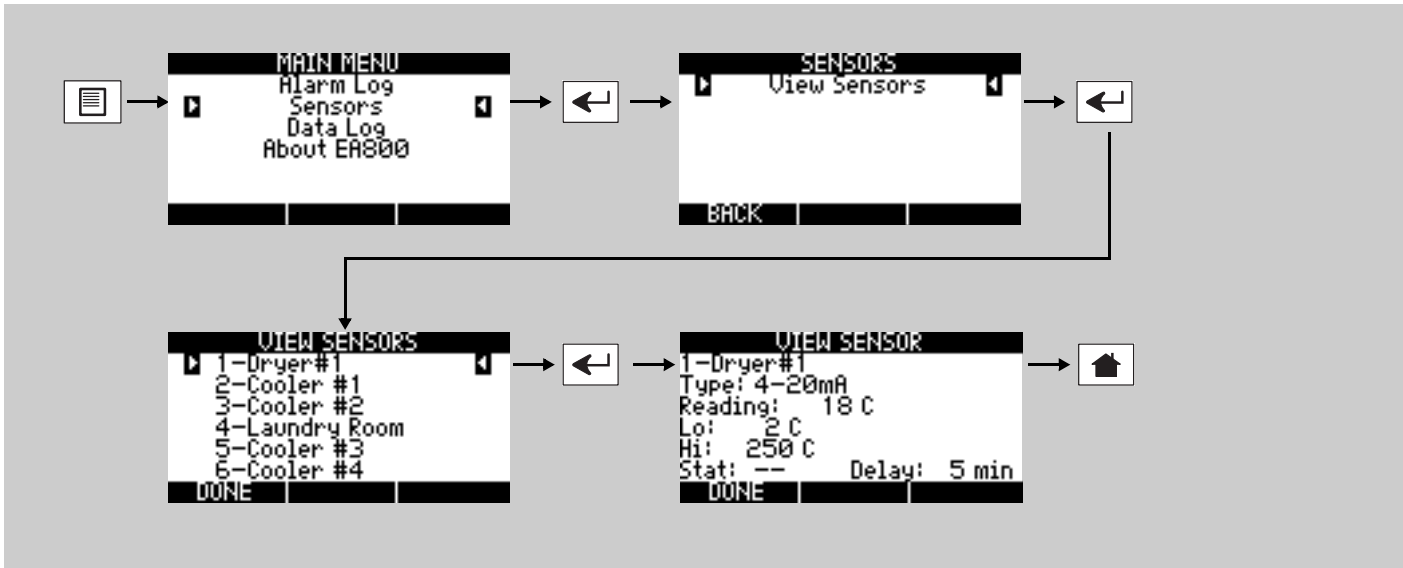 MAIN MENU
Alarm Log
Sensors
Data Log
About EA800
SENSORS
View Sensors
BACK
VIEW SENSORS
1-Dryer#1
2-Cooler #1
3-Cooler #2
4-Laundry Room
5-Cooler #3
6-Cooler #4
DONE
VIEW SENSOR
1-Dryer#1
Type: 4-20mA
Reading: 18 C
Lo: 2 C
Hi: 250 C
Stat: -- Delay: 5 min
DONE